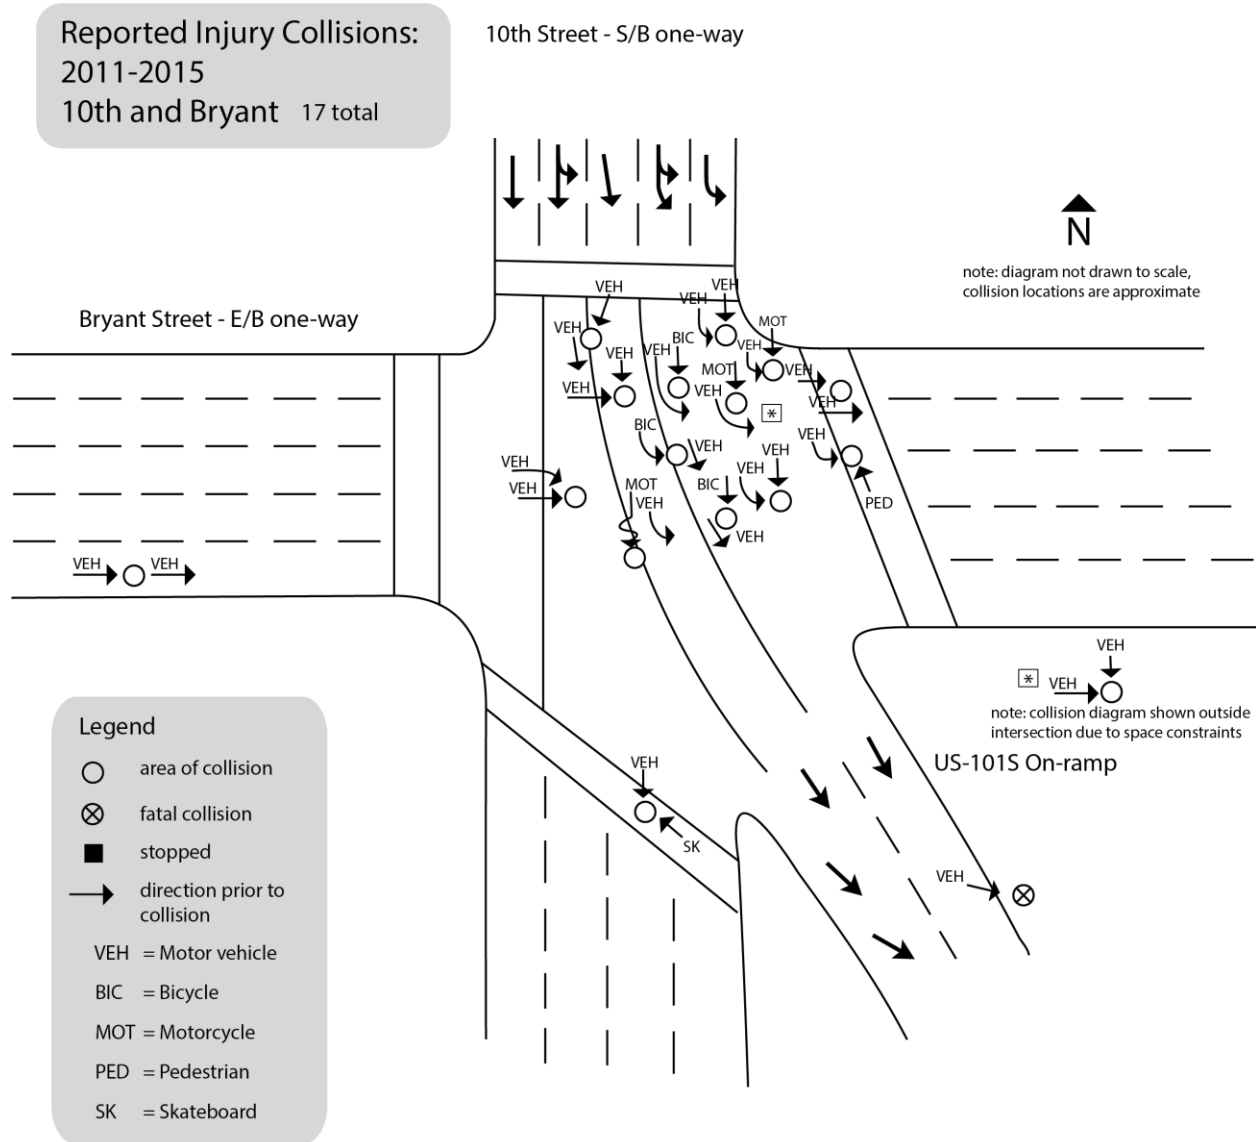 Reported Injury Collisions:
2011-2015
10th and Bryant 17 total
10th Street - S/B one-way
N
note: diagram not drawn to scale,
collision locations are approximate
Bryant Street - E/B one-way
VEH
VEH
VEH
VEH
MOT
VEH
VEH
BIC
VEH
VEH
MOT
VEH
VEH
VEH
VEH
*
BIC
VEH
VEH
VEH
VEH
VEH
VEH
MOT
VEH
BIC
PED
VEH
VEH
VEH
VEH
* VEH
note: collision diagram shown outside
intersection due to space constraints
US-101S On-ramp
VEH
SK
VEH
Legend
area of collision
fatal collision
stopped
direction prior to
collision
VEH = Motor vehicle
BIC = Bicycle
MOT = Motorcycle
PED = Pedestrian
SK = Skateboard